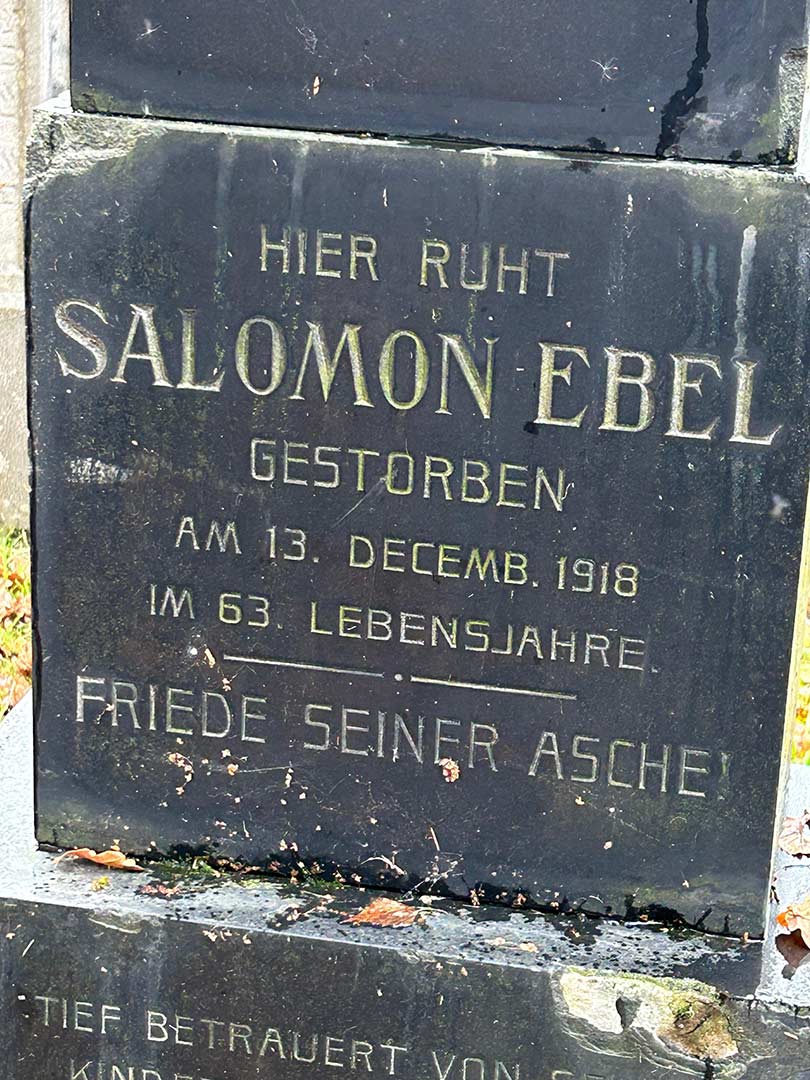 HIER RUHT
SALOMON EBEL
GESTORBEN
AM 13. DECEMB. 1918
IM 63. LEBENSJAHRE.
FRIEDE SEINER ASCHE!
TIEF BETRAUERT VON